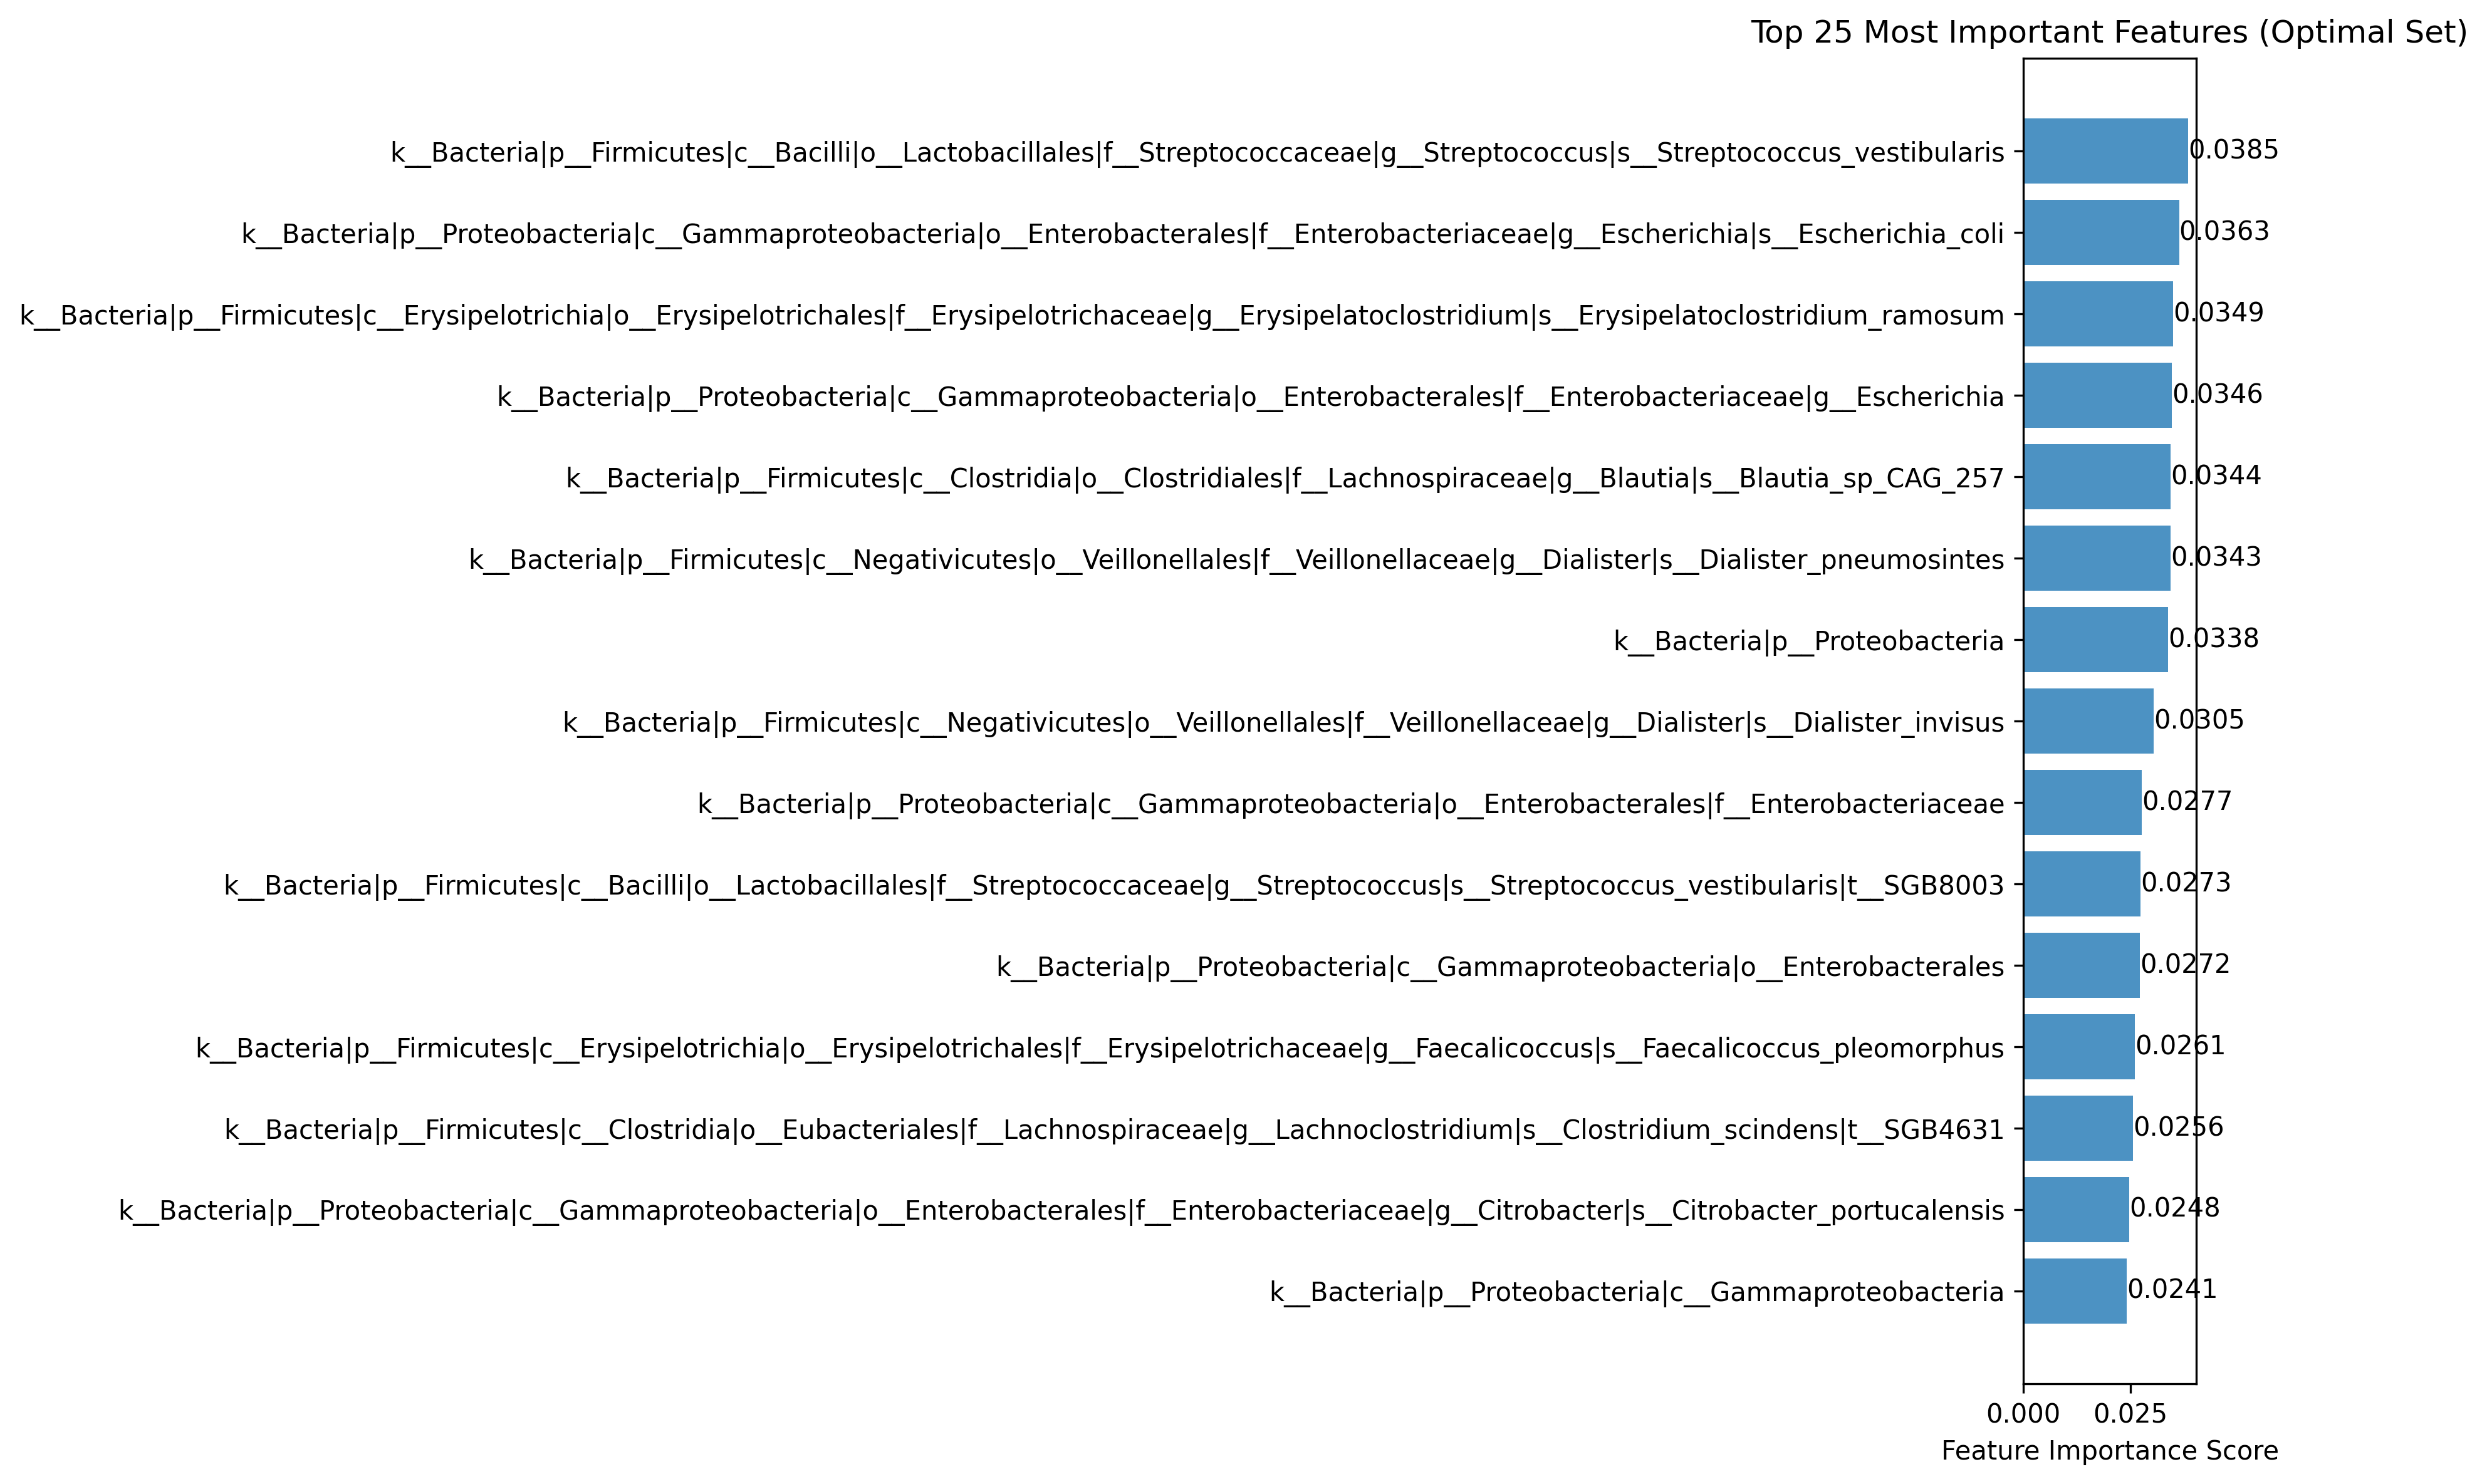 Top 25 Most Important Features (Optimal Set)
k__Bacteria|p__Firmicutes|c__Bacilli|o__Lactobacillales|f__Streptococcaceae|g__Streptococcus|s__Streptococcus_vestibularis 0.0385
k__Bacteria|p__Proteobacteria|c__Gammaproteobacteria|o__Enterobacterales|f__Enterobacteriaceae|g__Escherichia|s__Escherichia_coli 0.0363
k__Bacteria|p__Firmicutes|c__Erysipelotrichia|o__Erysipelotrichales|f__Erysipelotrichaceae|g__Erysipelatoclostridium|s__Erysipelatoclostridium_ramosum 0.0349
k__Bacteria|p__Proteobacteria|c__Gammaproteobacteria|o__Enterobacterales|f__Enterobacteriaceae|g__Escherichia 0.0346
k__Bacteria|p__Firmicutes|c__Clostridia|o__Clostridiales|f__Lachnospiraceae|g__Blautia|s__Blautia_sp_CAG_257 0.0344
k__Bacteria|p__Firmicutes|c__Negativicutes|o__Veillonellales|f__Veillonellaceae|g__Dialister|s__Dialister_pneumosintes 0.0343
k__Bacteria|p__Proteobacteria 0.0338
k__Bacteria|p__Firmicutes|c__Negativicutes|o__Veillonellales|f__Veillonellaceae|g__Dialister|s__Dialister_invisus 0.0305
k__Bacteria|p__Proteobacteria|c__Gammaproteobacteria|o__Enterobacterales|f__Enterobacteriaceae 0.0277
k__Bacteria|p__Firmicutes|c__Bacilli|o__Lactobacillales|f__Streptococcaceae|g__Streptococcus|s__Streptococcus_vestibularis|t__SGB8003 0.0273
k__Bacteria|p__Proteobacteria|c__Gammaproteobacteria|o__Enterobacterales 0.0272
k__Bacteria|p__Firmicutes|c__Erysipelotrichia|o__Erysipelotrichales|f__Erysipelotrichaceae|g__Faecalicoccus|s__Faecalicoccus_pleomorphus 0.0261
k__Bacteria|p__Firmicutes|c__Clostridia|o__Eubacteriales|f__Lachnospiraceae|g__Lachnoclostridium|s__Clostridium_scindens|t__SGB4631 0.0256
k__Bacteria|p__Proteobacteria|c__Gammaproteobacteria|o__Enterobacterales|f__Enterobacteriaceae|g__Citrobacter|s__Citrobacter_portucalensis 0.0248
k__Bacteria|p__Proteobacteria|c__Gammaproteobacteria 0.0241
0.000 0.025
Feature Importance Score